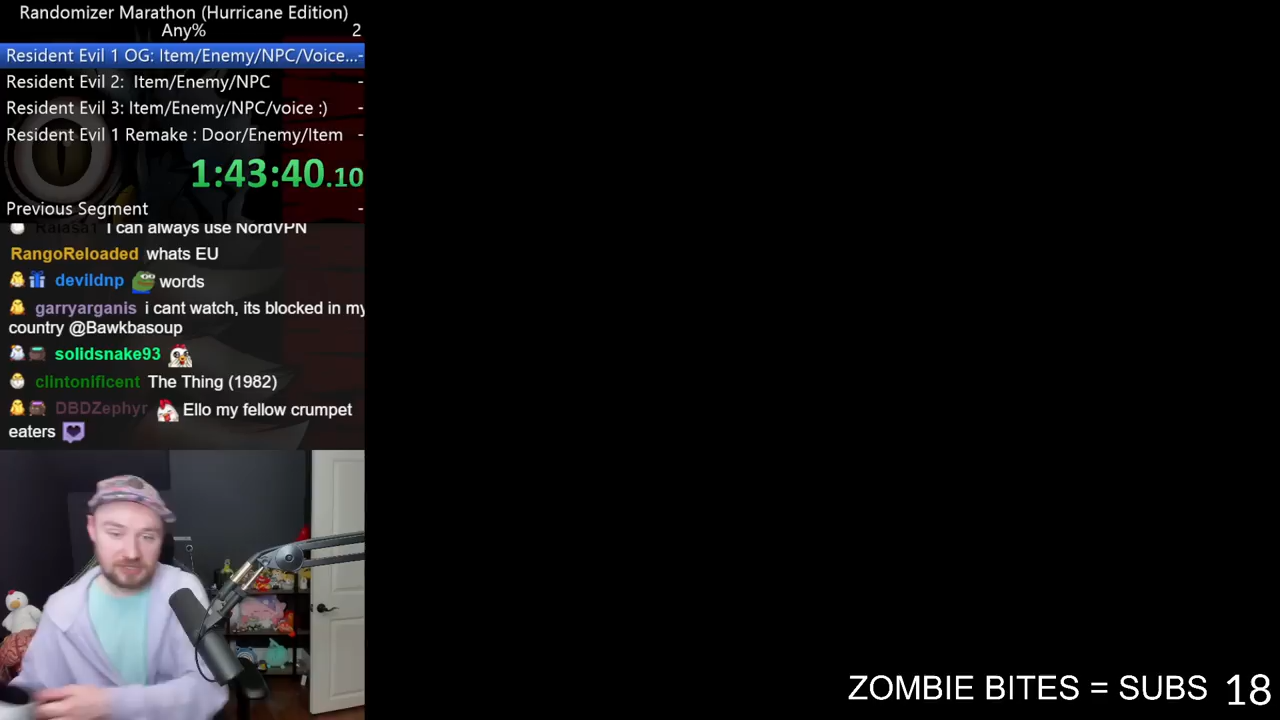 Randomizer Marathon (Hurricane Edition)
Any% 2
Resident Evil 1 OG: Item/Enemy/NPC/Voice... -
Resident Evil 2: Item/Enemy/NPC -
Resident Evil 3: Item/Enemy/NPC/voice :) -
Resident Evil 1 Remake : Door/Enemy/Item -
1:43:40.10
Previous Segment -
I can always use NordVPN
RangoReloaded whats EU
devildnp words
garryarganis i cant watch, its blocked in my
country @Bawkbasoup
solidsnake93
clintonificent The Thing (1982)
DBDZephyr Ello my fellow crumpet
eaters
ZOMBIE BITES = SUBS 18